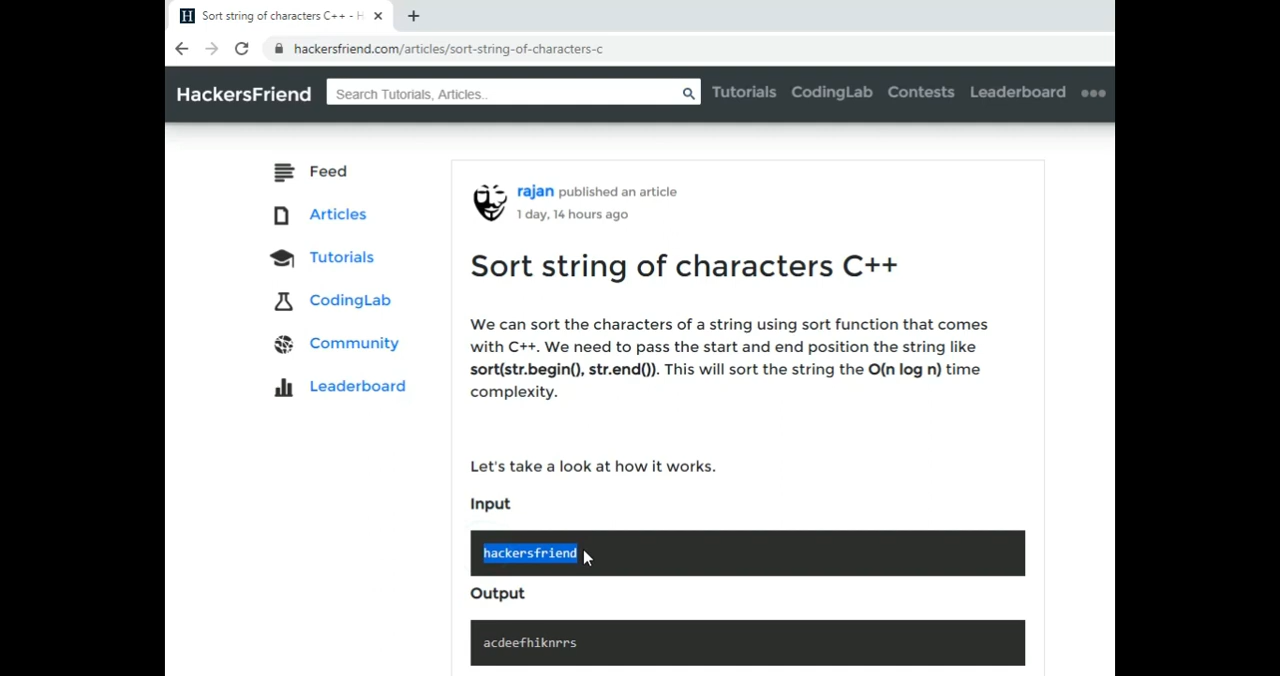 Sort string of characters C++ - H
hackersfriend.com/articles/sort-string-of-characters-c
HackersFriend Search Tutorials, Articles.. Tutorials CodingLab Contests Leaderboard
Feed
Articles
Tutorials
CodingLab
Community
Leaderboard
rajan published an article
1 day, 14 hours ago
Sort string of characters C++
We can sort the characters of a string using sort function that comes
with C++. We need to pass the start and end position the string like
sort(str.begin(), str.end()). This will sort the string the O(n log n) time
complexity.
Let's take a look at how it works.
Input
hackersfriend
Output
acdeefhiknrrs